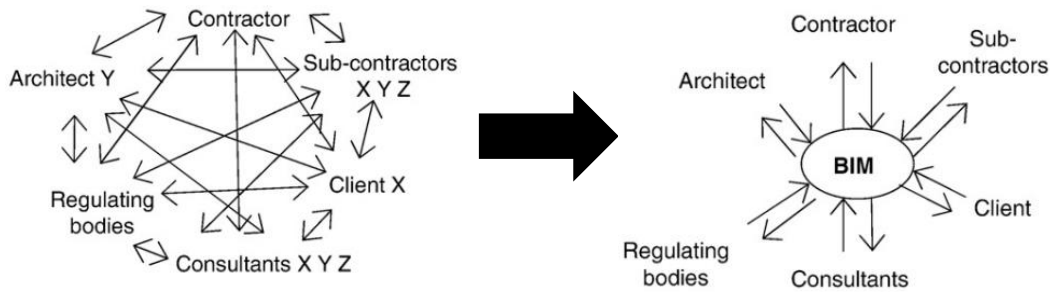 Contractor
Architect Y
Sub-contractors
X Y Z
Regulating
bodies
Client X
Consultants X Y Z
Contractor
Sub-
contractors
Architect
BIM
Client
Regulating
bodies
Consultants